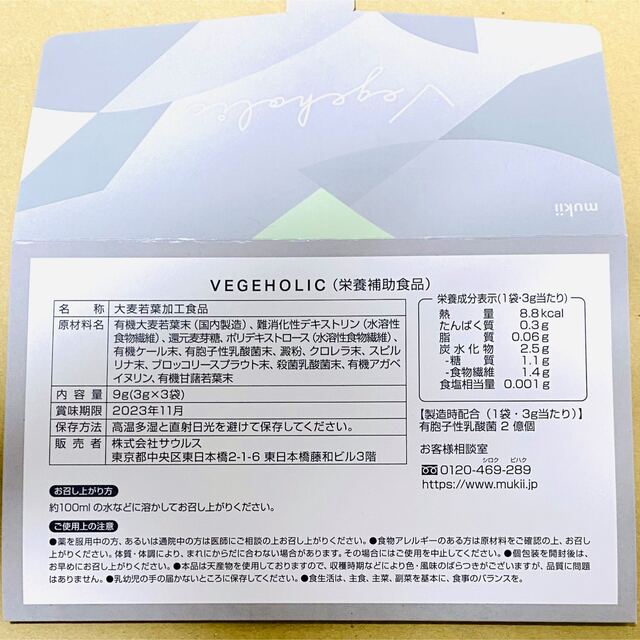 Vegeholic
mukii
VEGEHOLIC（栄養補助食品）
名　称　大麦若葉加工食品
原材料名　有機大麦若葉末（国内製造）、難消化性デキストリン（水溶性
食物繊維）、還元麦芽糖、ポリデキストロース（水溶性食物繊維）、
有機ケール末、有胞子性乳酸菌末、澱粉、クロレラ末、スピル
リナ末、ブロッコリースプラウト末、殺菌乳酸菌末、有機アガベ
イヌリン、有機甘藷若葉末
内 容 量　9g(3g×3袋)
賞味期限　2023年11月
保存方法　高温多湿と直射日光を避けて保存してください。
販 売 者　株式会社サウルス
東京都中央区東日本橋2-1-6 東日本橋藤和ビル3階
栄養成分表示(1袋・3g当たり)
熱　量　8.8kcal
たんぱく質　0.3g
脂　質　0.06g
炭水化物　2.5g
-糖　質　1.1g
-食物繊維　1.4g
食塩相当量　0.001g
【製造時配合（1袋・3g当たり）】
有胞子性乳酸菌 2 億個
お客様相談室
シロク　ビハク
0120-469-289
https://www.mukii.jp
お召し上がり方
約100mlの水などに溶かしてお召し上がりください。
ご使用上の注意
●薬を服用中の方、あるいは通院中の方は医師にご相談の上お召し上がりください。●食物アレルギーのある方は原材料をご確認の上、お召し
上がりください。体質・体調により、まれにからだに合わない場合があります。その場合にはご使用を中止してください。●個包装を開封後は、
お早めにお召し上がりください。●本品は天産物を使用しておりますので、収穫時期などにより色・風味のばらつきがございますが、品質に問題
はありません。●乳幼児の手の届かないところに保存してください。●食生活は、主食、主菜、副菜を基本に、食事のバランスを。